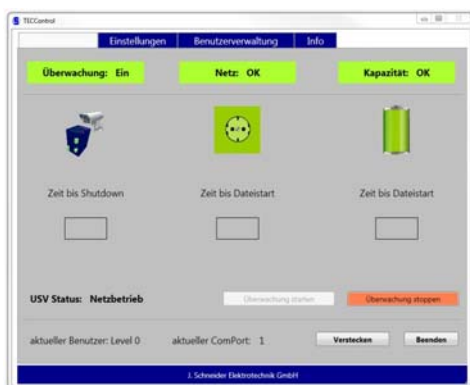 TECControl
Einstellungen Benutzerverwaltung Info
Überwachung: Ein Netz: OK Kapazität: OK
Zeit bis Shutdown Zeit bis Dateistart Zeit bis Dateistart
USV Status: Netzbetrieb Überwachung starten Überwachung stoppen
aktueller Benutzer: Level 0 aktueller ComPort: 1 Verstecken Beenden
J. Schneider Elektrotechnik GmbH